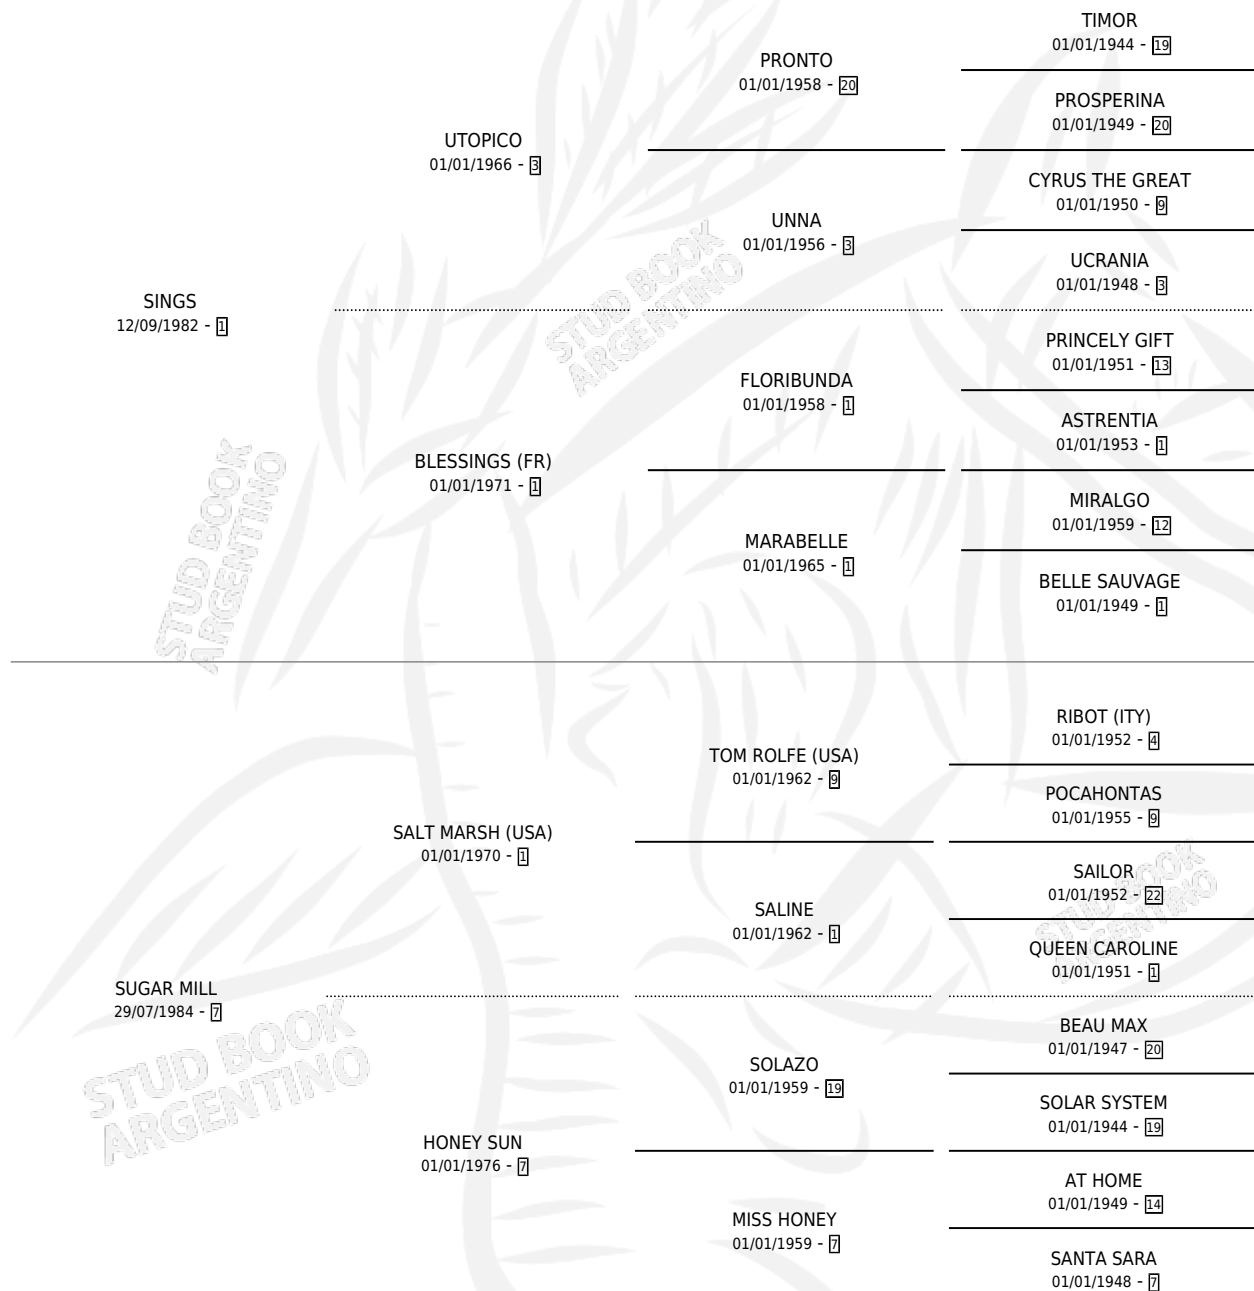 TIMOR
01/01/1944 - 19
PRONTO
01/01/1958 - 20
PROSPERINA
01/01/1949 - 20
UTOPICO
01/01/1966 - 3
CYRUS THE GREAT
01/01/1950 - 9
UNNA
01/01/1956 - 3
UCRANIA
01/01/1948 - 3
SINGS
12/09/1982 - 1
PRINCELY GIFT
01/01/1951 - 13
FLORIBUNDA
01/01/1958 - 1
ASTRENTIA
01/01/1953 - 1
BLESSINGS (FR)
01/01/1971 - 1
MIRALGO
01/01/1959 - 12
MARABELLE
01/01/1965 - 1
BELLE SAUVAGE
01/01/1949 - 1
STUD BOOK
ARGENTINO
STUD BOOK
ARGENTINO
RIBOT (ITY)
01/01/1952 - 4
TOM ROLFE (USA)
01/01/1962 - 9
POCAHONTAS
01/01/1955 - 9
SALT MARSH (USA)
01/01/1970 - 1
SAILOR
01/01/1952 - 22
SALINE
01/01/1962 - 1
QUEEN CAROLINE
01/01/1951 - 1
STUD BOOK
ARGENTINO
SUGAR MILL
29/07/1984 - 7
BEAU MAX
01/01/1947 - 20
SOLAZO
01/01/1959 - 19
SOLAR SYSTEM
01/01/1944 - 19
HONEY SUN
01/01/1976 - 7
AT HOME
01/01/1949 - 14
MISS HONEY
01/01/1959 - 7
SANTA SARA
01/01/1948 - 7
STUD BOOK
ARGENTINO